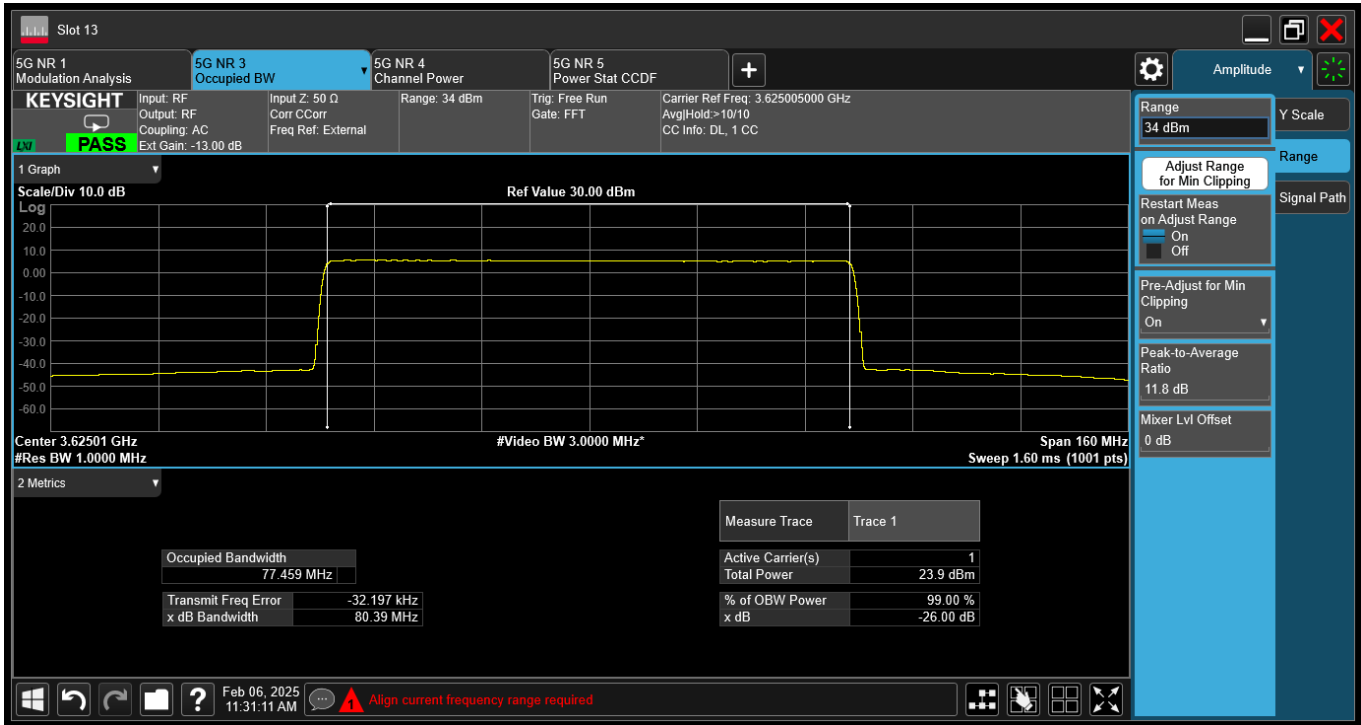 Slot 13
5G NR 1
Modulation Analysis
5G NR 3
Occupied BW
5G NR 4
Channel Power
5G NR 5
Power Stat CCDF
Amplitude
KEYSIGHT
LXI
PASS
Input: RF
Output: RF
Coupling: AC
Ext Gain: -13.00 dB
Input Z: 50 Ω
Corr CCorr
Freq Ref: External
Range: 34 dBm
Trig: Free Run
Gate: FFT
Carrier Ref Freq: 3.625005000 GHz
Avg|Hold:>10/10
CC Info: DL, 1 CC
1 Graph
Scale/Div 10.0 dB
Ref Value 30.00 dBm
Log
20.0
10.0
0.00
-10.0
-20.0
-30.0
-40.0
-50.0
-60.0
Center 3.62501 GHz
#Video BW 3.0000 MHz*
Span 160 MHz
#Res BW 1.0000 MHz
Sweep 1.60 ms (1001 pts)
2 Metrics
Measure Trace
Trace 1
Occupied Bandwidth
77.459 MHz
Active Carrier(s)
1
Total Power
23.9 dBm
Transmit Freq Error
-32.197 kHz
x dB Bandwidth
80.39 MHz
% of OBW Power
99.00 %
x dB
-26.00 dB
Range
34 dBm
Adjust Range
for Min Clipping
Restart Meas
on Adjust Range
On
Off
Pre-Adjust for Min
Clipping
On
Peak-to-Average
Ratio
11.8 dB
Mixer Lvl Offset
0 dB
Y Scale
Range
Signal Path
?
Feb 06, 2025
11:31:11 AM
1
Align current frequency range required